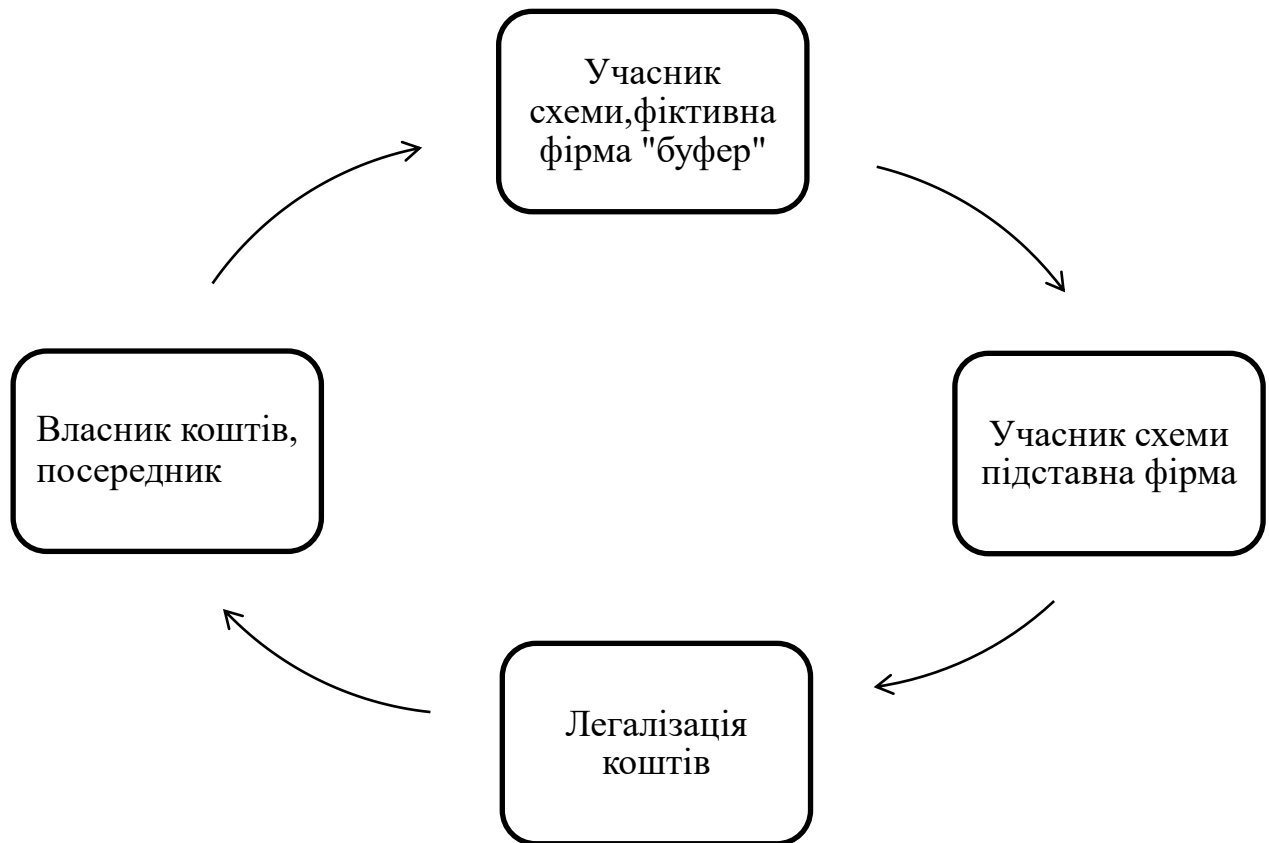 Учасник
схеми,фіктивна
фірма "буфер"
Власник коштів,
посередник
Учасник схеми
підставна фірма
Легалізація
коштів